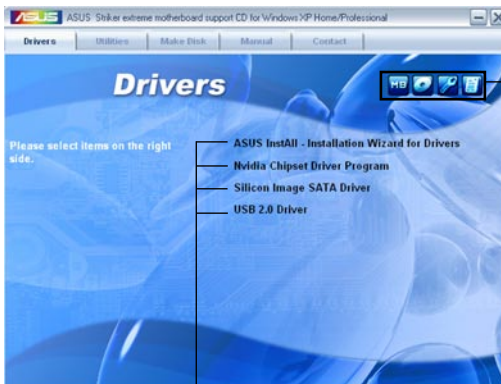 ASUS ASUS Striker extreme motherboard support CD for Windows XP Home/Professional
Drivers Utilities Make Disk Manual Contact
Drivers
MB
Please select items on the right
side.
ASUS InstAll - Installation Wizard for Drivers
Nvidia Chipset Driver Program
Silicon Image SATA Driver
USB 2.0 Driver